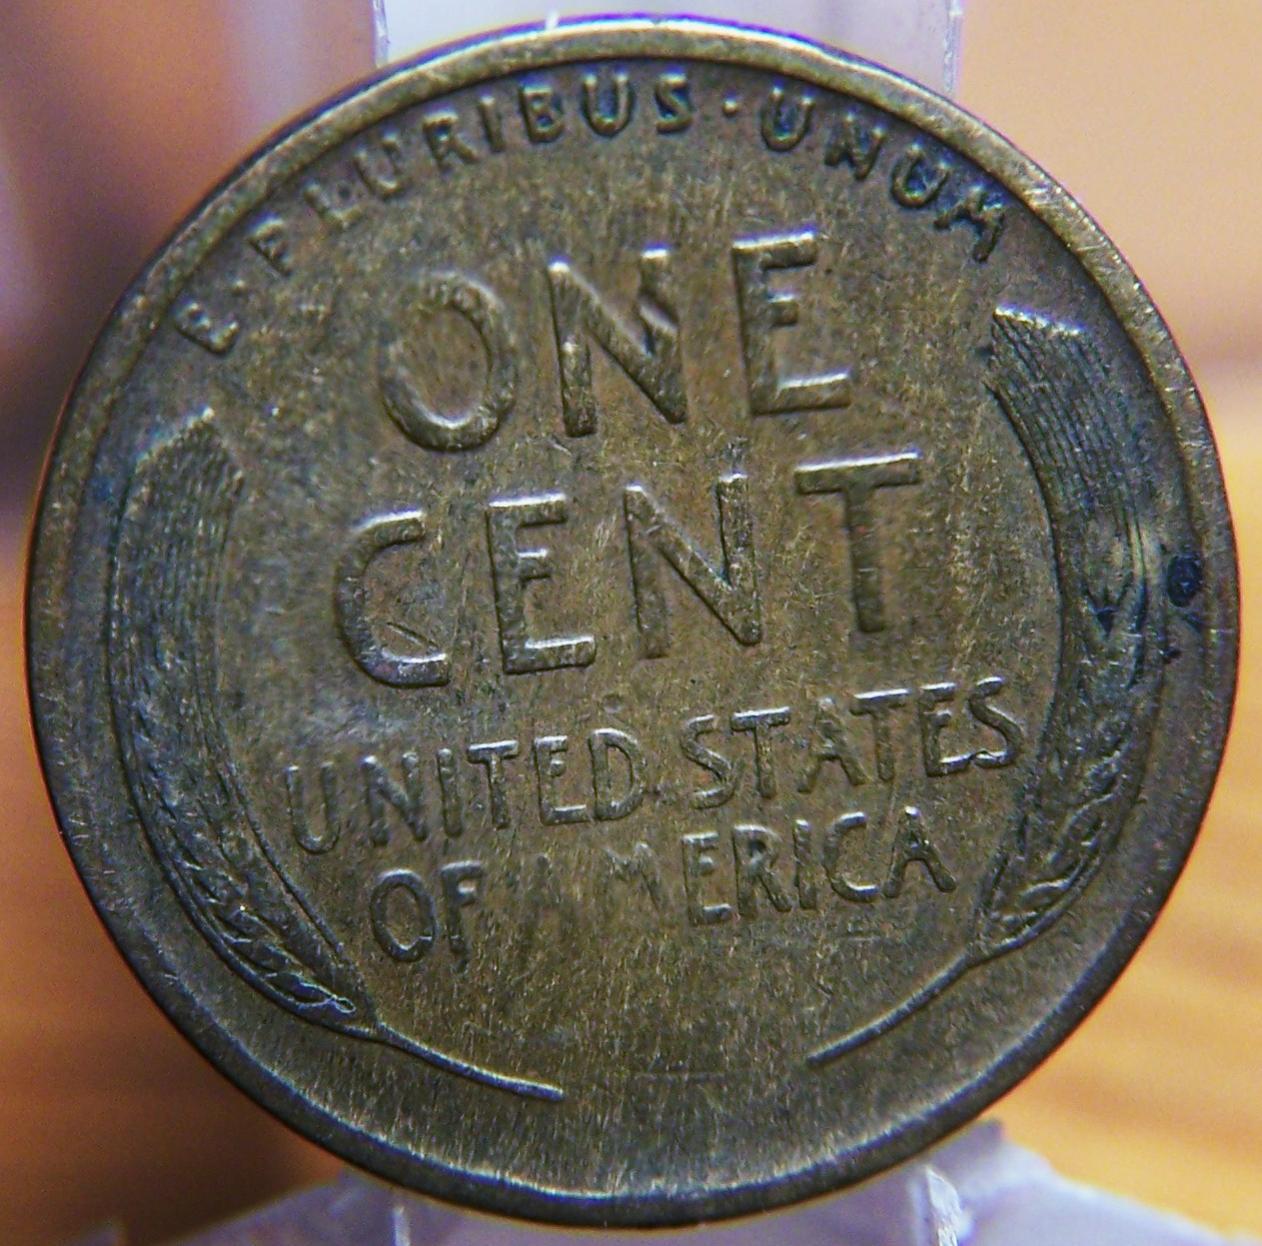 E·PLURIBUS·UNUM
ONE
CENT
UNITED STATES
OF AMERICA